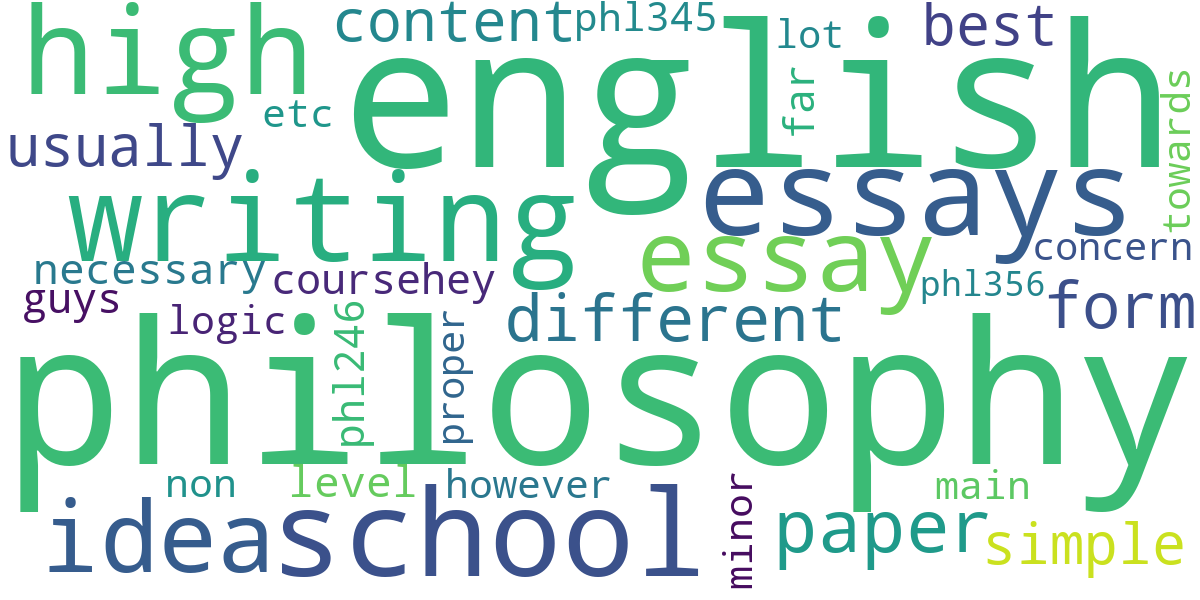 high
english
content
phl345
lot
best
etc
far
towards
usually
writing
essays
essay
concern
necessary
coursehey
phl356
guys
logic
different
form
phl246
proper
philosophy
non
level
however
main
idea
school
minor
paper
simple